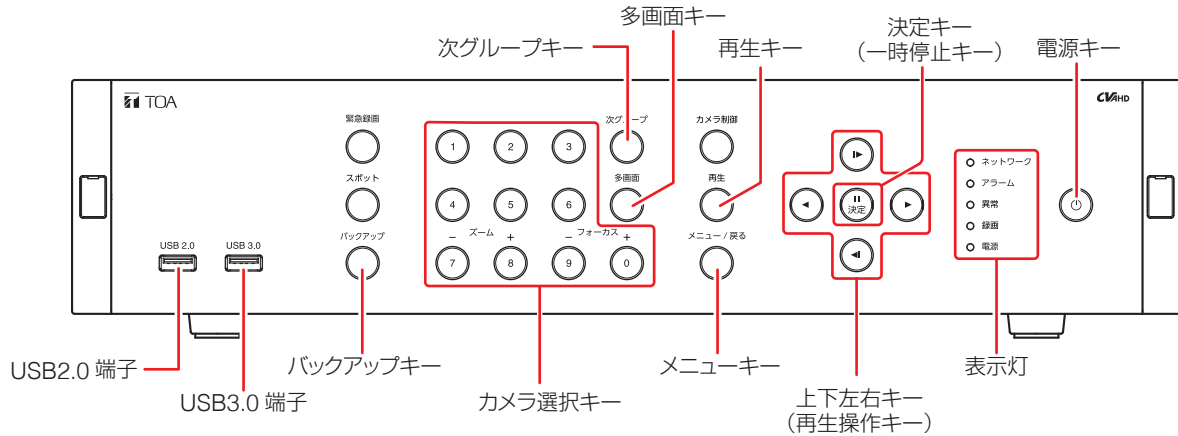 多画面キー
次グループキー
再生キー
決定キー
（一時停止キー）
電源キー
TOA
CVAHD
緊急録画
次グループ
カメラ制御
1 2 3
ネットワーク
アラーム
異常
録画
電源
スポット
多画面
再生
4 5 6
決定
バックアップ
− ズーム +
− フォーカス +
メニュー / 戻る
7 8 9 0
USB 2.0
USB 3.0
USB2.0 端子
USB3.0 端子
バックアップキー
カメラ選択キー
メニューキー
上下左右キー
（再生操作キー）
表示灯